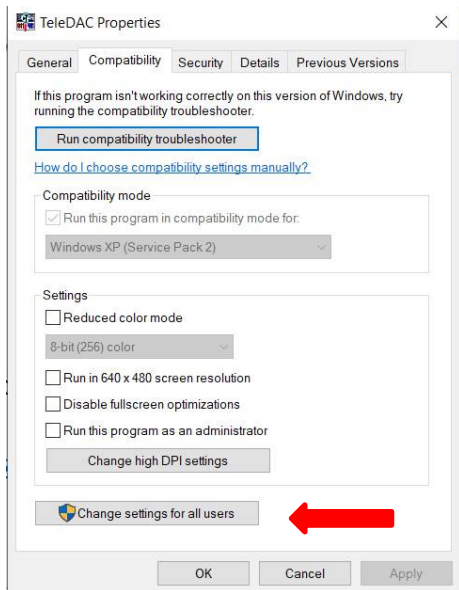 TeleDAC Properties
General Compatibility Security Details Previous Versions
If this program isn't working correctly on this version of Windows, try
running the compatibility troubleshooter.
Run compatibility troubleshooter
How do I choose compatibility settings manually?
Compatibility mode
Run this program in compatibility mode for:
Windows XP (Service Pack 2)
Settings
Reduced color mode
8-bit (256) color
Run in 640 x 480 screen resolution
Disable fullscreen optimizations
Run this program as an administrator
Change high DPI settings
Change settings for all users
OK Cancel Apply